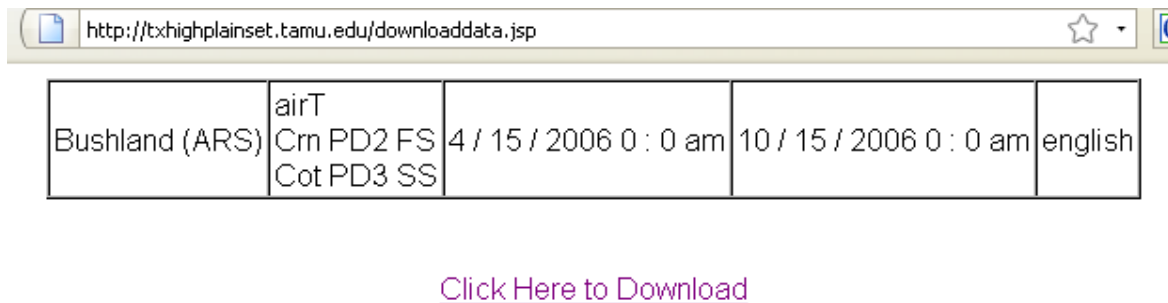 http://txhighplainset.tamu.edu/downloaddata.jsp
Bushland (ARS)
airT
Crn PD2 FS
Cot PD3 SS
4 / 15 / 2006 0 : 0 am
10 / 15 / 2006 0 : 0 am
english
Click Here to Download